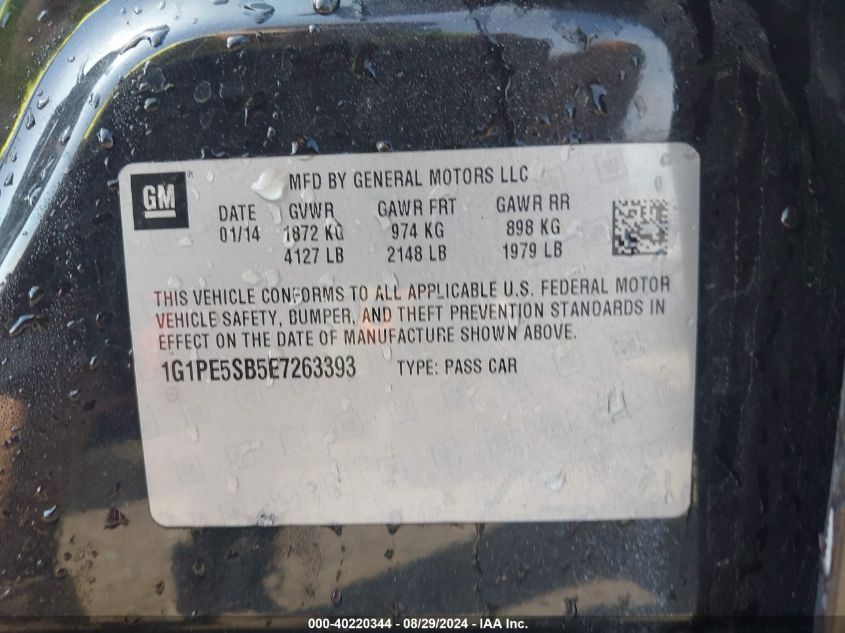 GM
MFD BY GENERAL MOTORS LLC
DATE GVWR GAWR FRT GAWR RR
01/14 1872 KG 974 KG 898 KG
4127 LB 2148 LB 1979 LB
THIS VEHICLE CONFORMS TO ALL APPLICABLE U.S. FEDERAL MOTOR
VEHICLE SAFETY, BUMPER, AND THEFT PREVENTION STANDARDS IN
EFFECT ON THE DATE OF MANUFACTURE SHOWN ABOVE.
1G1PE5SB5E7263393 TYPE: PASS CAR
000-40220344 - 08/29/2024 - IAA Inc.